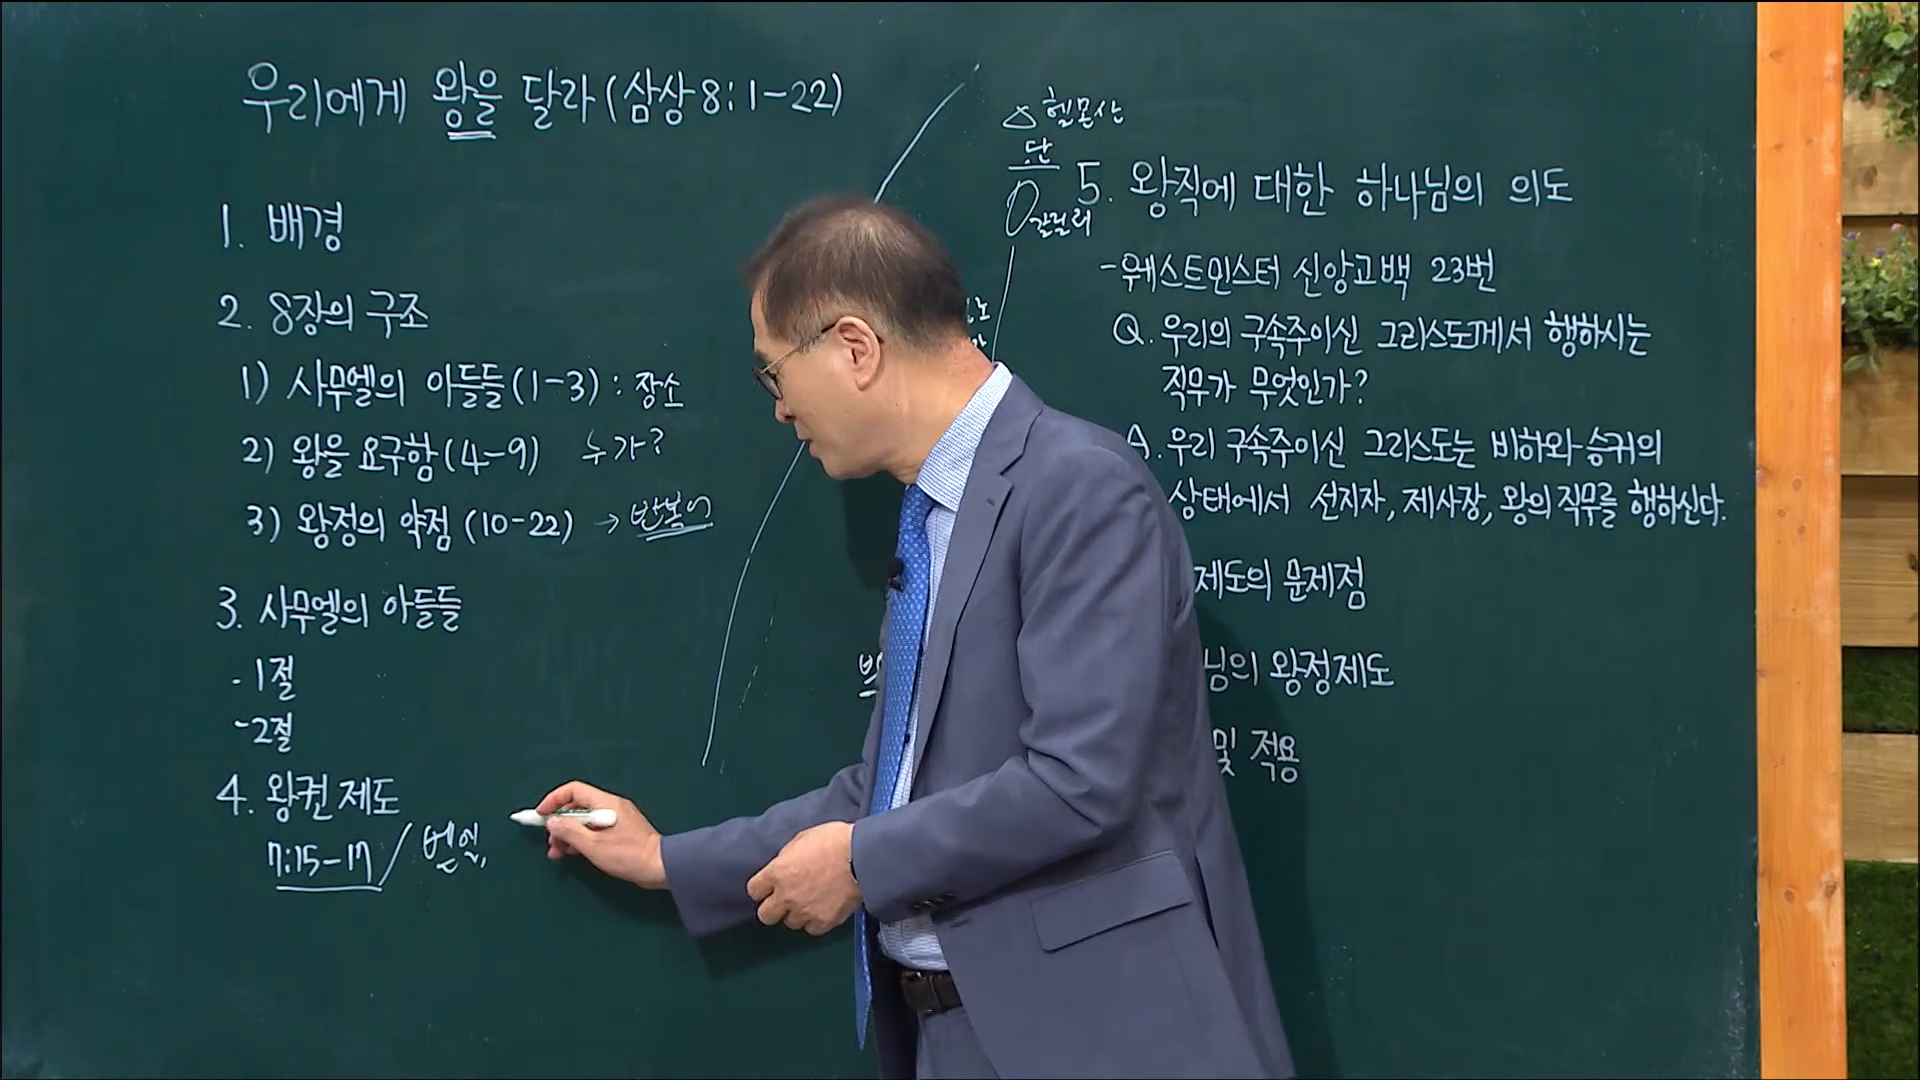 우리에게 왕을 달라 (삼상 8:1-22)
1. 배경
2. 8장의 구조
1) 사무엘의 아들들 (1-3) : 장소
2) 왕을 요구함 (4-9) 누가?
3) 왕정의 약점 (10-22) → 반복어
3. 사무엘의 아들들
-1절
-2절
4. 왕권 제도
7:15-17 / 벧엘,
헬몬산
단
갈릴리
5. 왕직에 대한 하나님의 의도
-웨스트민스터 신앙고백 23번
Q. 우리의 구속주이신 그리스도께서 행하시는
직무가 무엇인가?
A. 우리 구속주이신 그리스도는 비하와 승귀의
상태에서 선지자, 제사장, 왕의 직무를 행하신다.
제도의 문제점
님의 왕정제도
및 적용